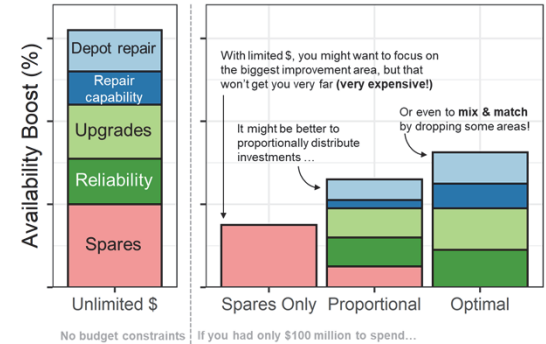 Availability Boost (%)
Depot repair
Repair
capability
Upgrades
Reliability
Spares
With limited $, you might want to focus on
the biggest improvement area, but that
won't get you very far (very expensive!)
It might be better to
proportionally distribute
investments ...
Or even to mix & match
by dropping some areas!
Unlimited $
Spares Only
Proportional
Optimal
No budget constraints
If you had only $100 million to spend...